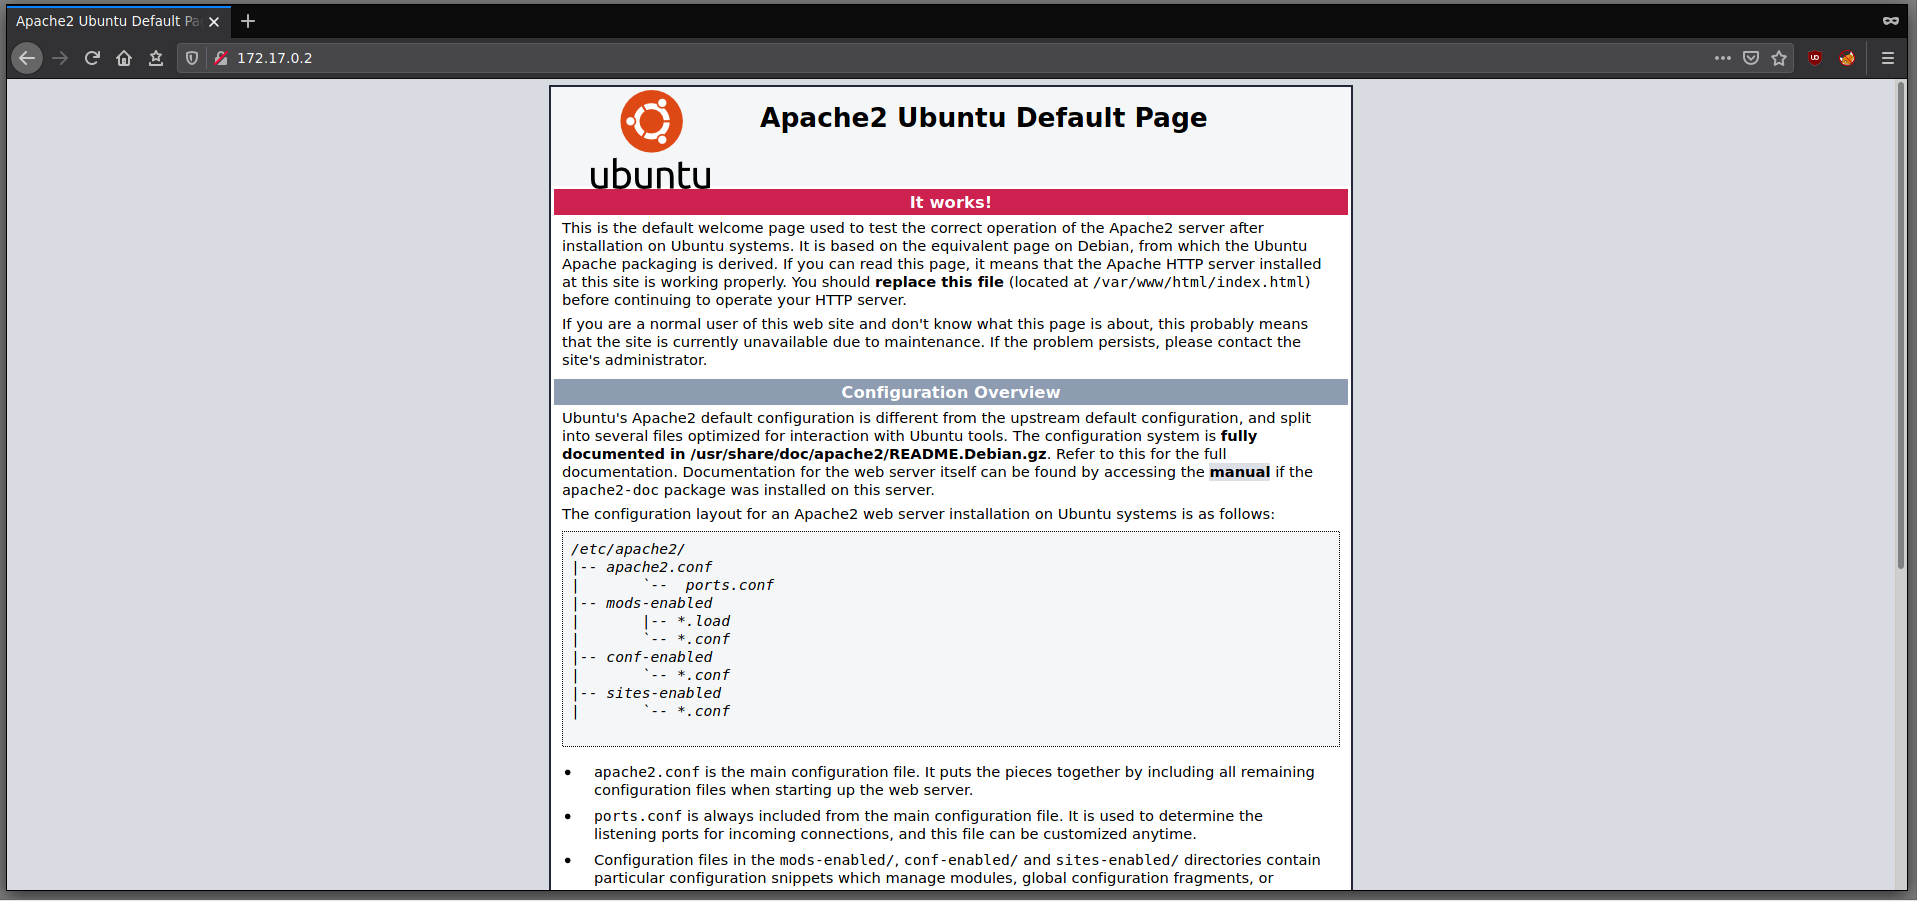 Apache2 Ubuntu Default Pa
172.17.0.2
ubuntu
Apache2 Ubuntu Default Page
It works!
This is the default welcome page used to test the correct operation of the Apache2 server after
installation on Ubuntu systems. It is based on the equivalent page on Debian, from which the Ubuntu
Apache packaging is derived. If you can read this page, it means that the Apache HTTP server installed
at this site is working properly. You should replace this file (located at /var/www/html/index.html)
before continuing to operate your HTTP server.
If you are a normal user of this web site and don't know what this page is about, this probably means
that the site is currently unavailable due to maintenance. If the problem persists, please contact the
site's administrator.
Configuration Overview
Ubuntu's Apache2 default configuration is different from the upstream default configuration, and split
into several files optimized for interaction with Ubuntu tools. The configuration system is fully
documented in /usr/share/doc/apache2/README.Debian.gz. Refer to this for the full
documentation. Documentation for the web server itself can be found by accessing the manual if the
apache2-doc package was installed on this server.
The configuration layout for an Apache2 web server installation on Ubuntu systems is as follows:
/etc/apache2/
|-- apache2.conf
|       `--  ports.conf
|-- mods-enabled
|       |-- *.load
|       `-- *.conf
|-- conf-enabled
|       `-- *.conf
|-- sites-enabled
|       `-- *.conf
• apache2.conf is the main configuration file. It puts the pieces together by including all remaining
configuration files when starting up the web server.
• ports.conf is always included from the main configuration file. It is used to determine the
listening ports for incoming connections, and this file can be customized anytime.
• Configuration files in the mods-enabled/, conf-enabled/ and sites-enabled/ directories contain
particular configuration snippets which manage modules, global configuration fragments, or